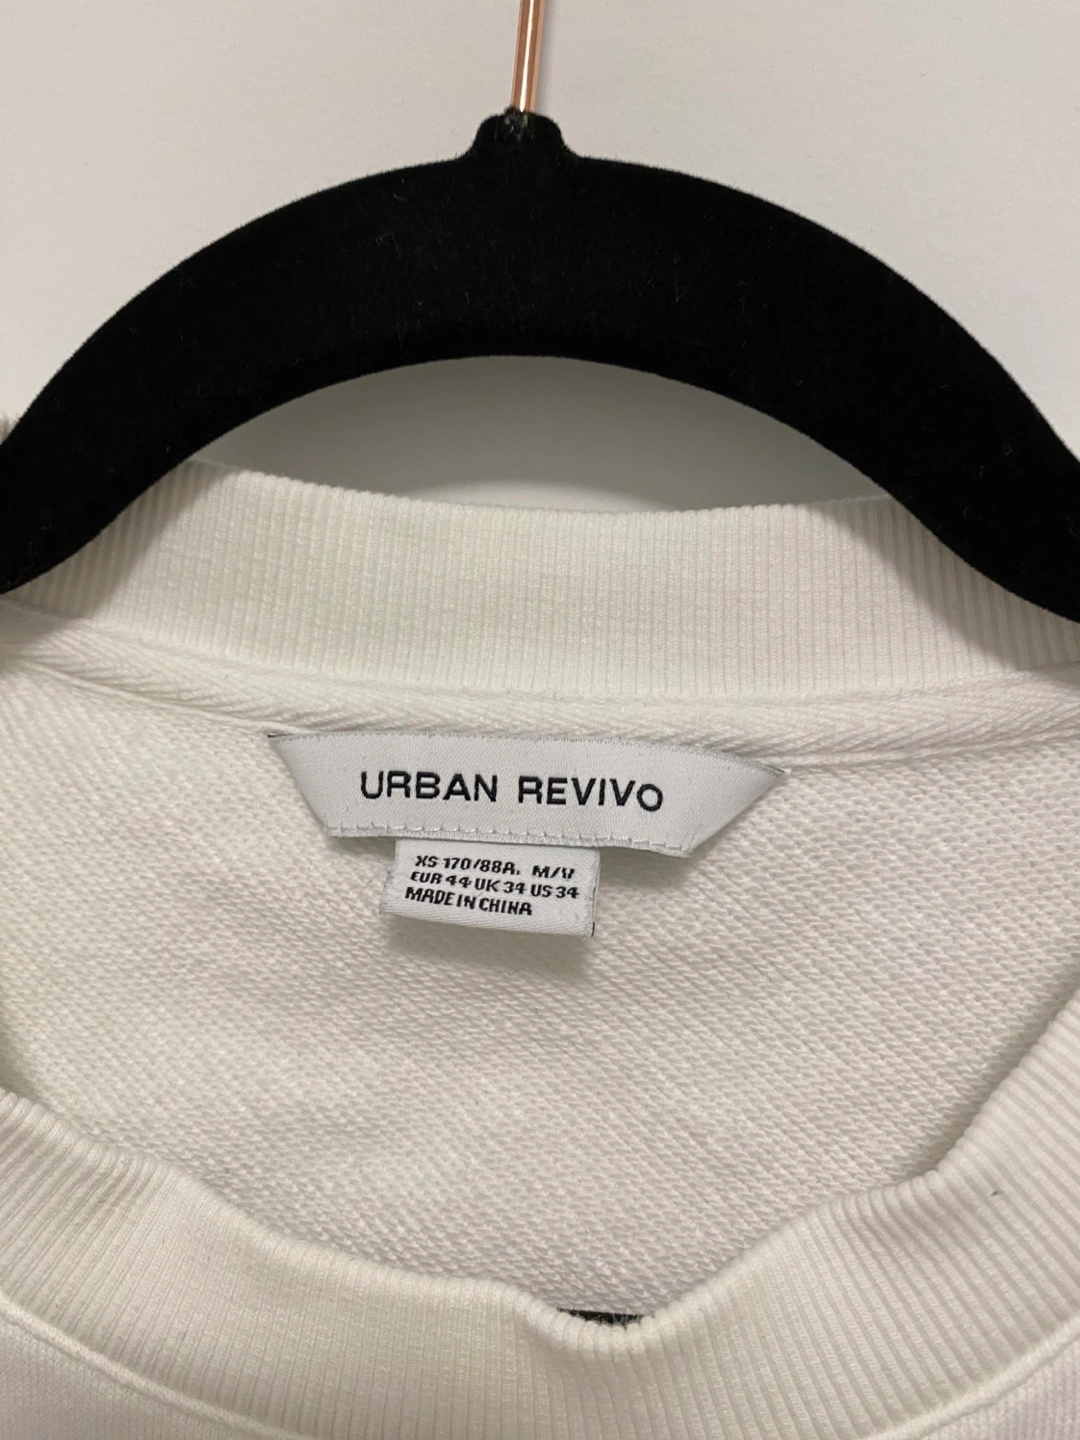 URBAN REVIVO
XS 170/88A. M/W
EUR 44 UK 34 US 34
MADE IN CHINA